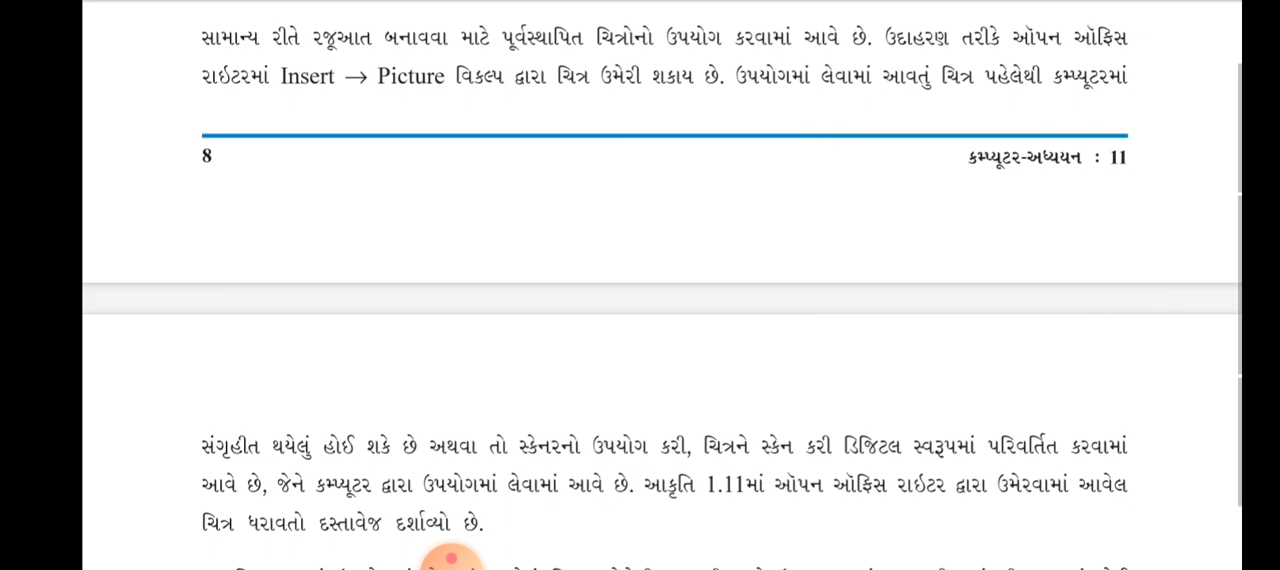 સામાન્ય રીતે રજૂઆત બનાવવા માટે પૂર્વસ્થાપિત ચિત્રોનો ઉપયોગ કરવામાં આવે છે. ઉદાહરણ તરીકે ઑપન ઑફિસ
રાઇટરમાં Insert → Picture વિકલ્પ દ્વારા ચિત્ર ઉમેરી શકાય છે. ઉપયોગમાં લેવામાં આવતું ચિત્ર પહેલેથી કમ્પ્યૂટરમાં
8 કમ્પ્યૂટર-અધ્યયન : 11
સંગૃહીત થયેલું હોઈ શકે છે અથવા તો સ્કેનરનો ઉપયોગ કરી, ચિત્રને સ્કેન કરી ડિજિટલ સ્વરૂપમાં પરિવર્તિત કરવામાં
આવે છે, જેને કમ્પ્યૂટર દ્વારા ઉપયોગમાં લેવામાં આવે છે. આકૃતિ 1.11માં ઑપન ઑફિસ રાઇટર દ્વારા ઉમેરવામાં આવેલ
ચિત્ર ધરાવતો દસ્તાવેજ દર્શાવ્યો છે.